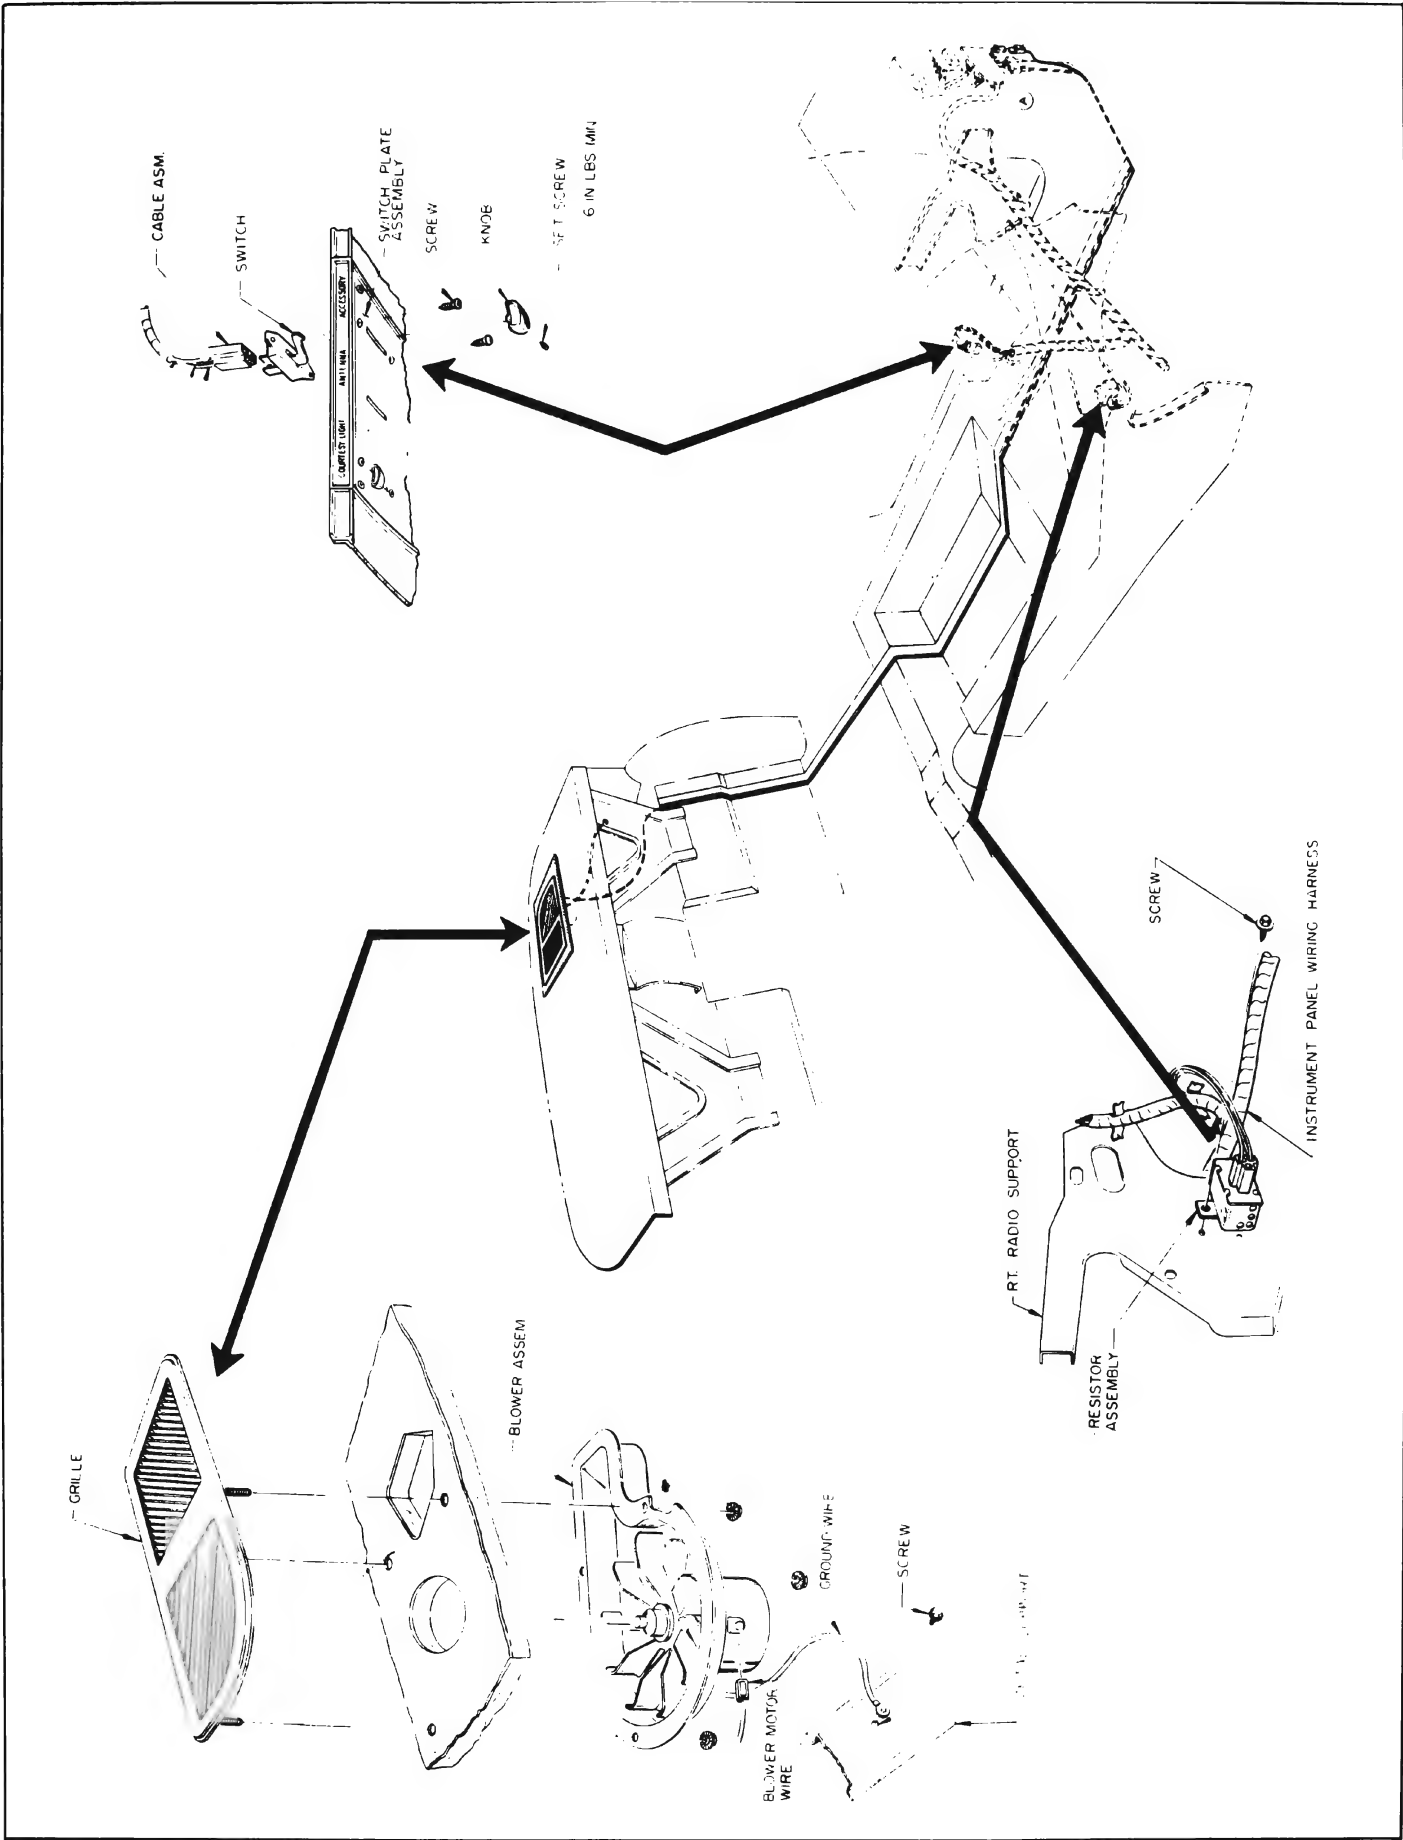 GRILLE
BLOWER ASSEM
GROUND WIRE
BLOWER MOTOR
WIRE
SCREW
CABLE ASM.
SWITCH
COURTESY LIGHT ANTENNA ACCESSORY
SWITCH PLATE
ASSEMBLY
SCREW
KNOB
SET SCREW
6 IN LBS MIN
RT. RADIO SUPPORT
RESISTOR
ASSEMBLY
SCREW
INSTRUMENT PANEL WIRING HARNESS